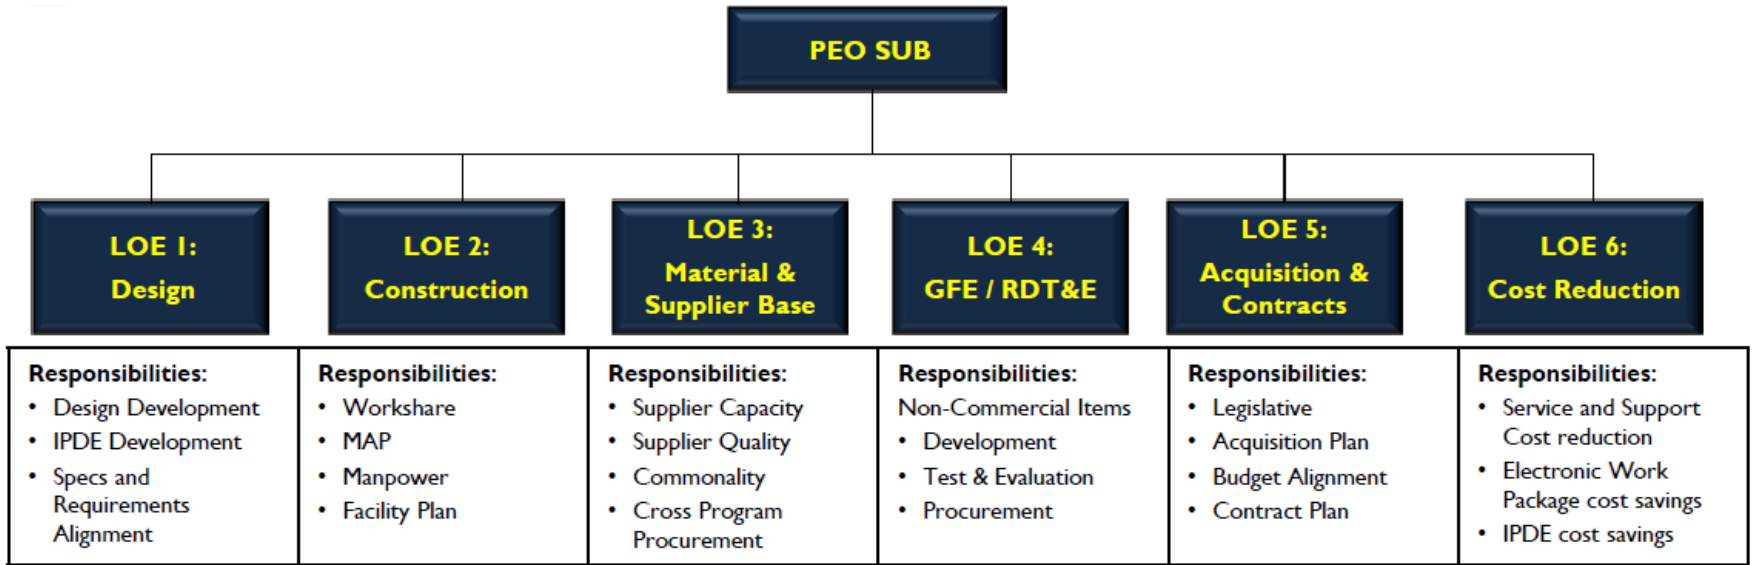 PEO SUB
LOE 1:
Design
LOE 2:
Construction
LOE 3:
Material &
Supplier Base
LOE 4:
GFE / RDT&E
LOE 5:
Acquisition &
Contracts
LOE 6:
Cost Reduction
Responsibilities:
• Design Development
• IPDE Development
• Specs and
Requirements
Alignment
Responsibilities:
• Workshare
• MAP
• Manpower
• Facility Plan
Responsibilities:
• Supplier Capacity
• Supplier Quality
• Commonality
• Cross Program
Procurement
Responsibilities:
Non-Commercial Items
• Development
• Test & Evaluation
• Procurement
Responsibilities:
• Legislative
• Acquisition Plan
• Budget Alignment
• Contract Plan
Responsibilities:
• Service and Support
Cost reduction
• Electronic Work
Package cost savings
• IPDE cost savings